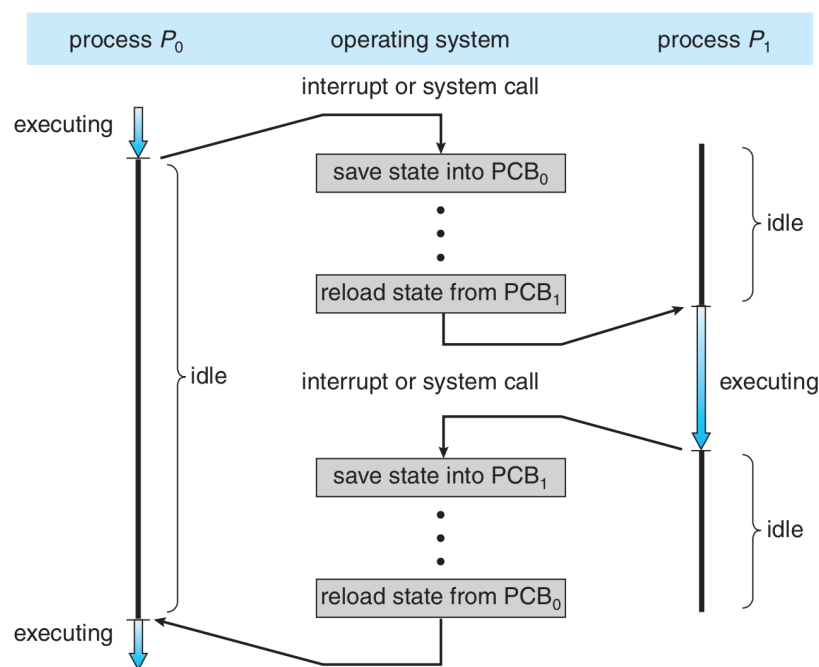 process P₀ operating system process P₁
interrupt or system call
executing
save state into PCB₀
idle
reload state from PCB₁
idle
interrupt or system call
executing
save state into PCB₁
idle
reload state from PCB₀
executing